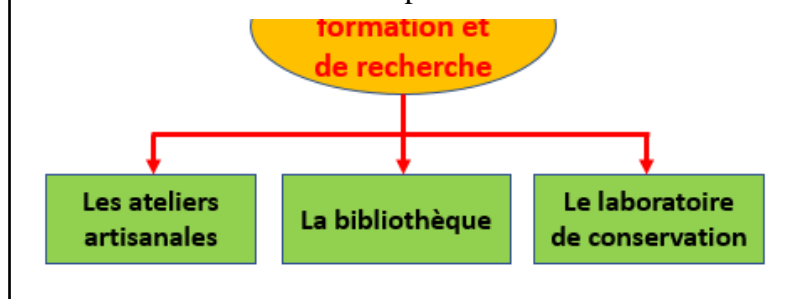 formation et
de recherche
Les ateliers
artisanales
La bibliothèque
Le laboratoire
de conservation